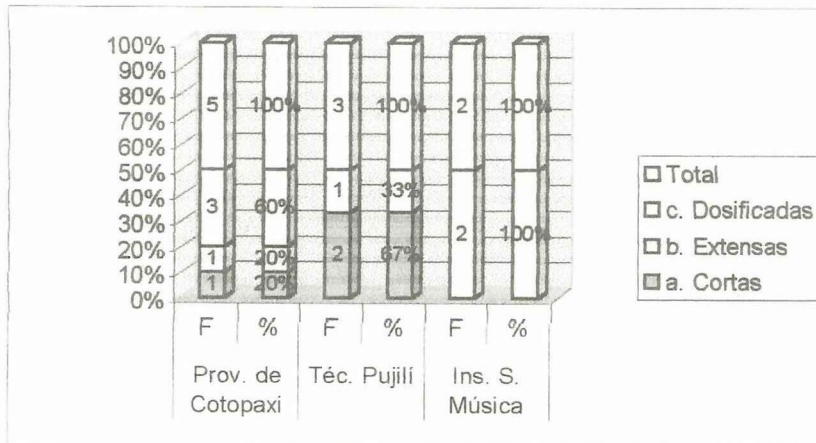 100%
90%
80%
70%
60%
50%
40%
30%
20%
10%
0%
5 100% 3 100% 2 100%
3 60% 1 33%
1 20% 2 67% 2 100%
1 20%
F % F % F %
Prov. de Cotopaxi
Téc. Pujilí
Ins. S. Música
Total
c. Dosificadas
b. Extensas
a. Cortas